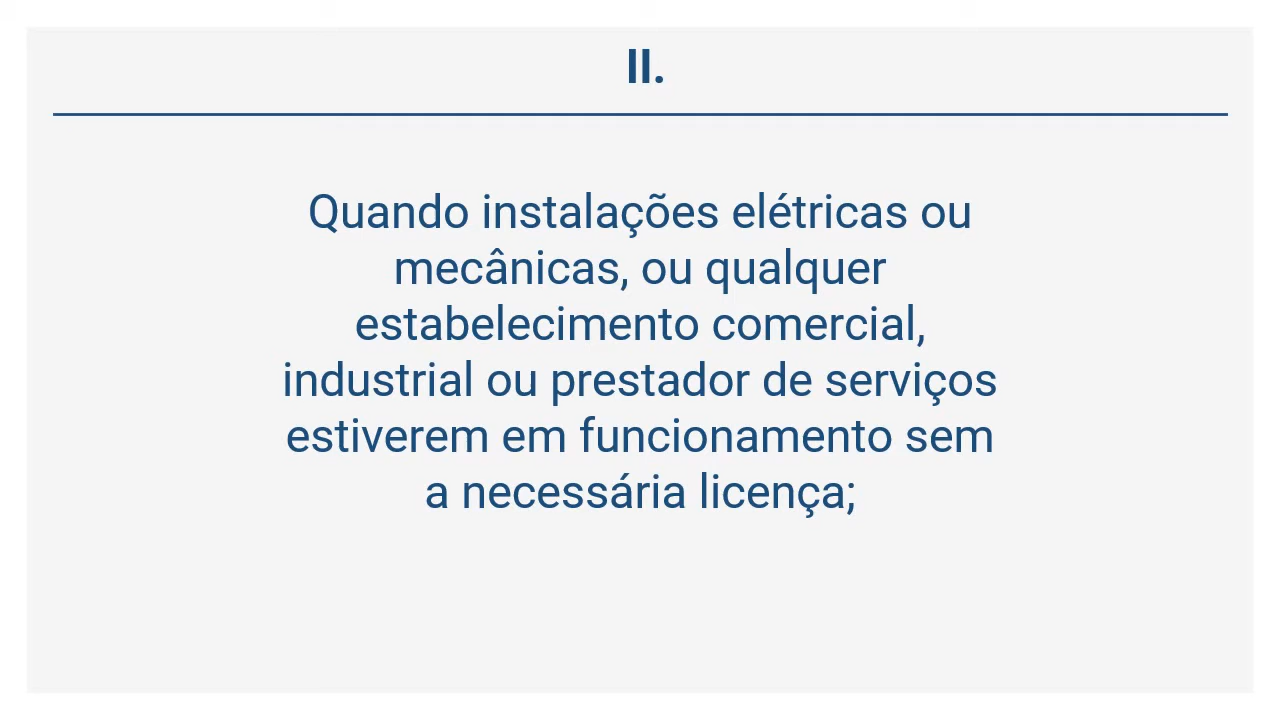 II.
Quando instalações elétricas ou
mecânicas, ou qualquer
estabelecimento comercial,
industrial ou prestador de serviços
estiverem em funcionamento sem
a necessária licença;